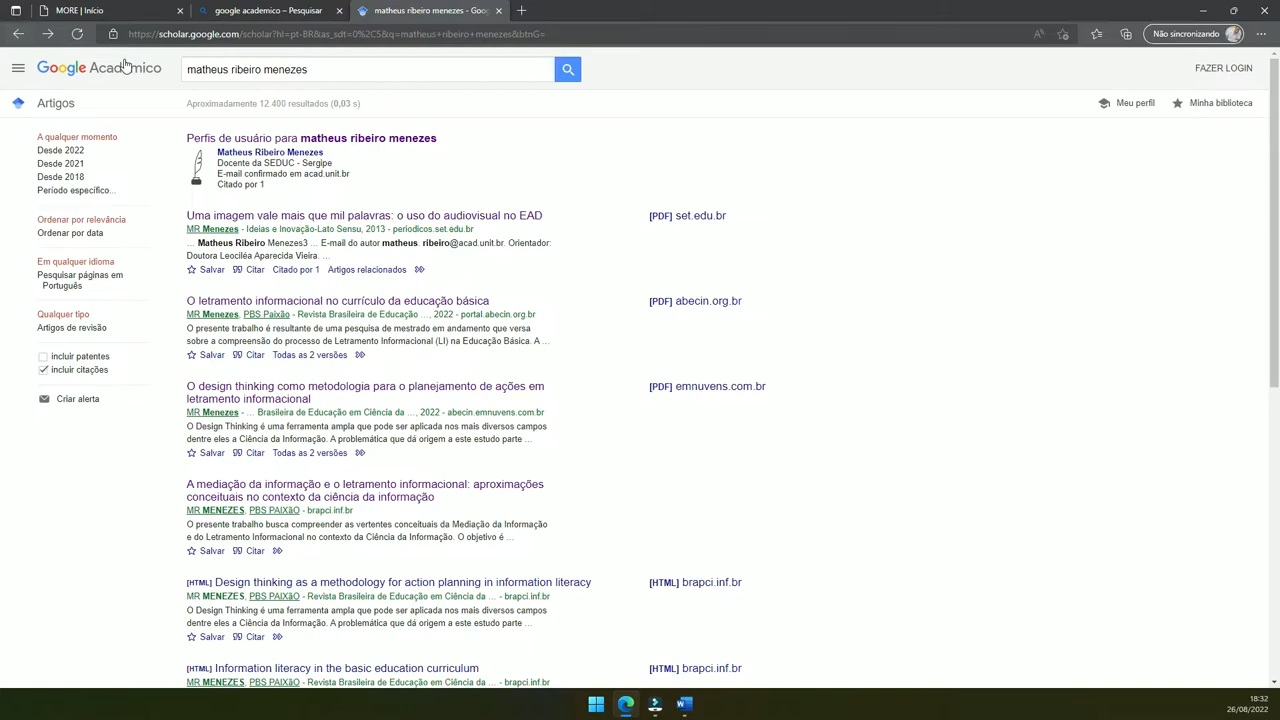 MORE | Início
google academico – Pesquisar
matheus ribeiro menezes - Goo
https://scholar.google.com/scholar?hl=pt-BR&as_sdt=0%2C5&q=matheus+ribeiro+menezes&btnG=
Não sincronizando
Google Acadêmico
matheus ribeiro menezes
FAZER LOGIN
Artigos
Aproximadamente 12.400 resultados (0,03 s)
Meu perfil
Minha biblioteca
A qualquer momento
Desde 2022
Desde 2021
Desde 2018
Período específico...
Ordenar por relevância
Ordenar por data
Em qualquer idioma
Pesquisar páginas em
Português
Qualquer tipo
Artigos de revisão
incluir patentes
incluir citações
Criar alerta
Perfis de usuário para matheus ribeiro menezes
Matheus Ribeiro Menezes
Docente da SEDUC - Sergipe
E-mail confirmado em acad.unit.br
Citado por 1
Uma imagem vale mais que mil palavras: o uso do audiovisual no EAD
[PDF] set.edu.br
MR Menezes - Ideias e Inovação-Lato Sensu, 2013 - periodicos.set.edu.br
... Matheus Ribeiro Menezes3 ... E-mail do autor matheus. ribeiro@acad.unit.br. Orientador:
Doutora Leociléa Aparecida Vieira. ...
Salvar Citar Citado por 1 Artigos relacionados
O letramento informacional no currículo da educação básica
[PDF] abecin.org.br
MR Menezes, PBS Paixão - Revista Brasileira de Educação ..., 2022 - portal.abecin.org.br
O presente trabalho é resultante de uma pesquisa de mestrado em andamento que versa
sobre a compreensão do processo de Letramento Informacional (LI) na Educação Básica. A ...
Salvar Citar Todas as 2 versões
O design thinking como metodologia para o planejamento de ações em
letramento informacional
[PDF] emnuvens.com.br
MR Menezes - ... Brasileira de Educação em Ciência da ..., 2022 - abecin.emnuvens.com.br
O Design Thinking é uma ferramenta ampla que pode ser aplicada nos mais diversos campos
dentre eles a Ciência da Informação. A problemática que dá origem a este estudo parte ...
Salvar Citar Todas as 2 versões
A mediação da informação e o letramento informacional: aproximações
conceituais no contexto da ciência da informação
MR MENEZES, PBS PAIXãO - brapci.inf.br
O presente trabalho busca compreender as vertentes conceituais da Mediação da Informação
e do Letramento Informacional no contexto da Ciência da Informação. O objetivo é ...
Salvar Citar
[HTML] Design thinking as a methodology for action planning in information literacy
[HTML] brapci.inf.br
MR MENEZES, PBS PAIXãO - Revista Brasileira de Educação em Ciência da ... - brapci.inf.br
O Design Thinking é uma ferramenta ampla que pode ser aplicada nos mais diversos campos
dentre eles a Ciência da Informação. A problemática que dá origem a este estudo parte ...
Salvar Citar
[HTML] Information literacy in the basic education curriculum
[HTML] brapci.inf.br
MR MENEZES, PBS PAIXãO - Revista Brasileira de Educação em Ciência da ... - brapci.inf.br
18:32
26/08/2022